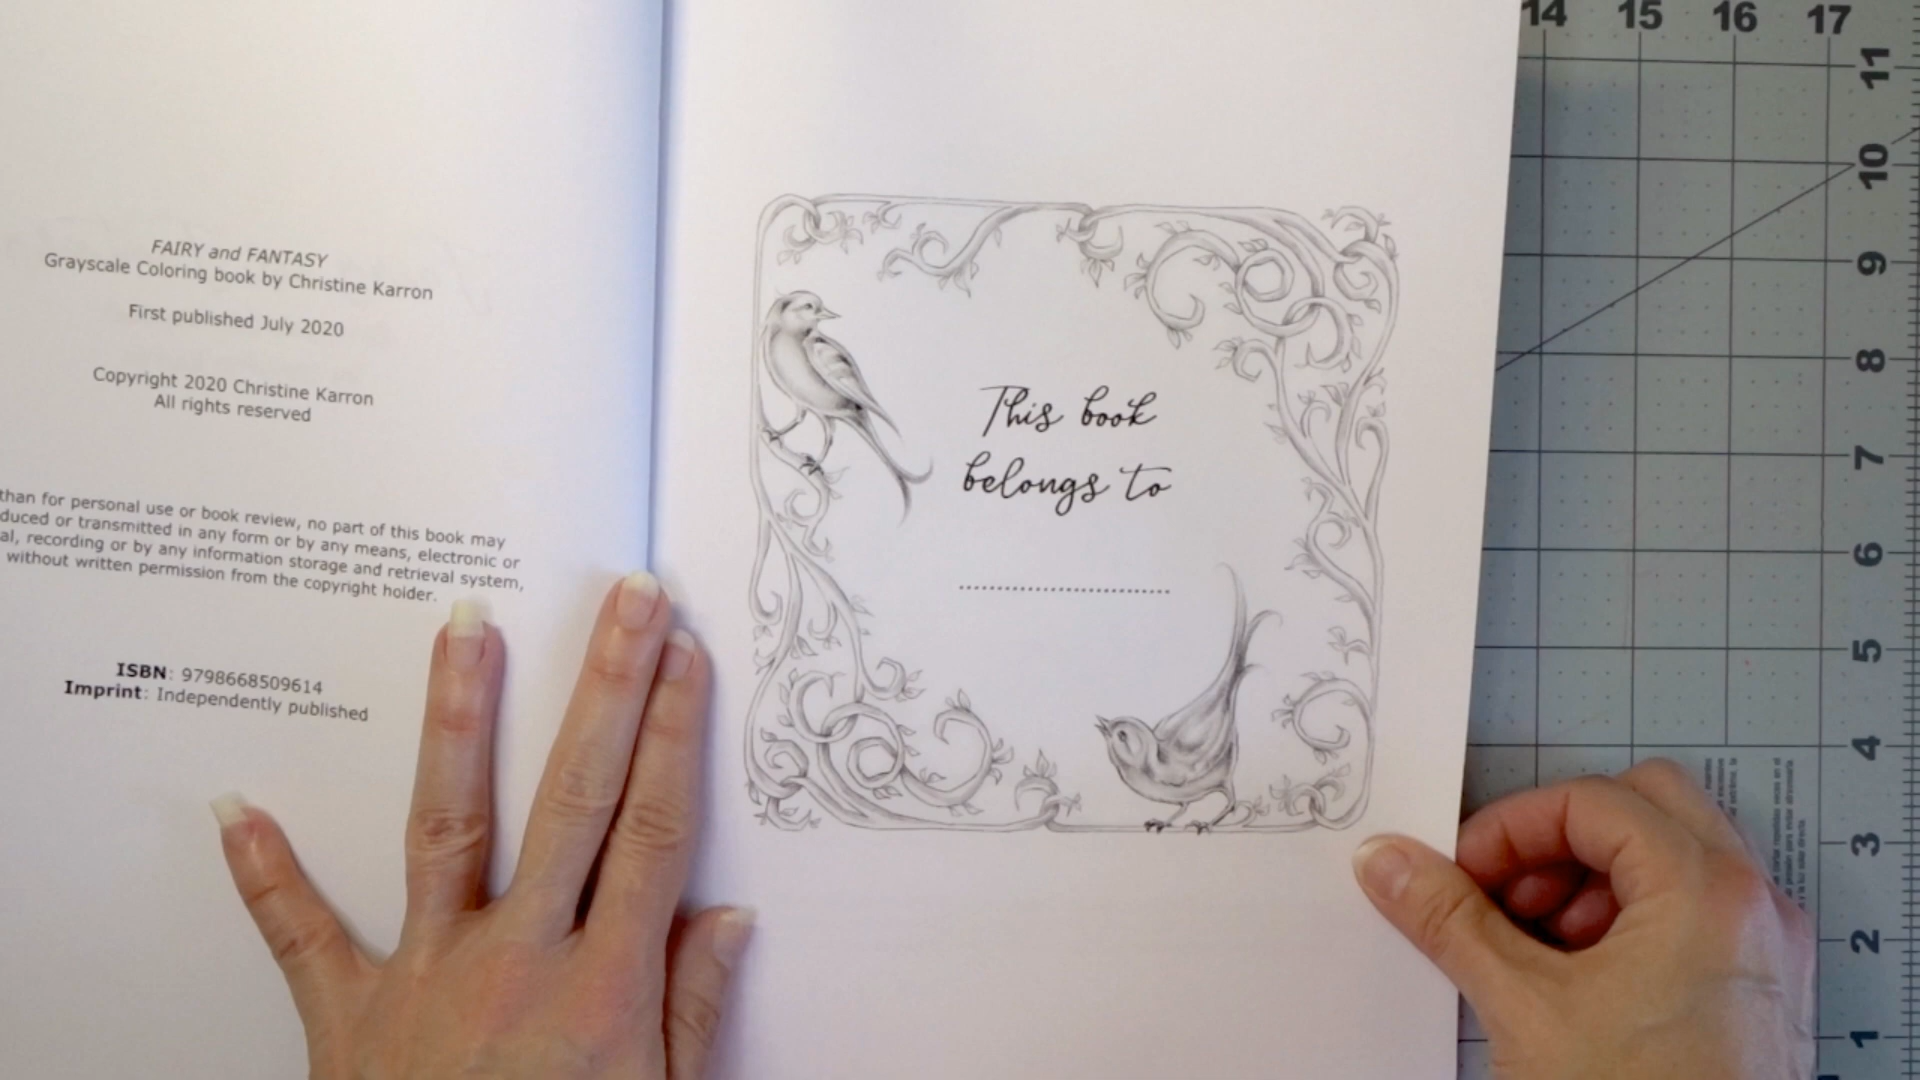 FAIRY and FANTASY
Grayscale Coloring book by Christine Karron
First published July 2020
Copyright 2020 Christine Karron
All rights reserved
than for personal use or book review, no part of this book may
duced or transmitted in any form or by any means, electronic or
al, recording or by any information storage and retrieval system,
without written permission from the copyright holder.
ISBN: 9798668509614
Imprint: Independently published
This book
belongs to
14 15 16 17
11
10
9
8
7
6
5
4
3
2
1